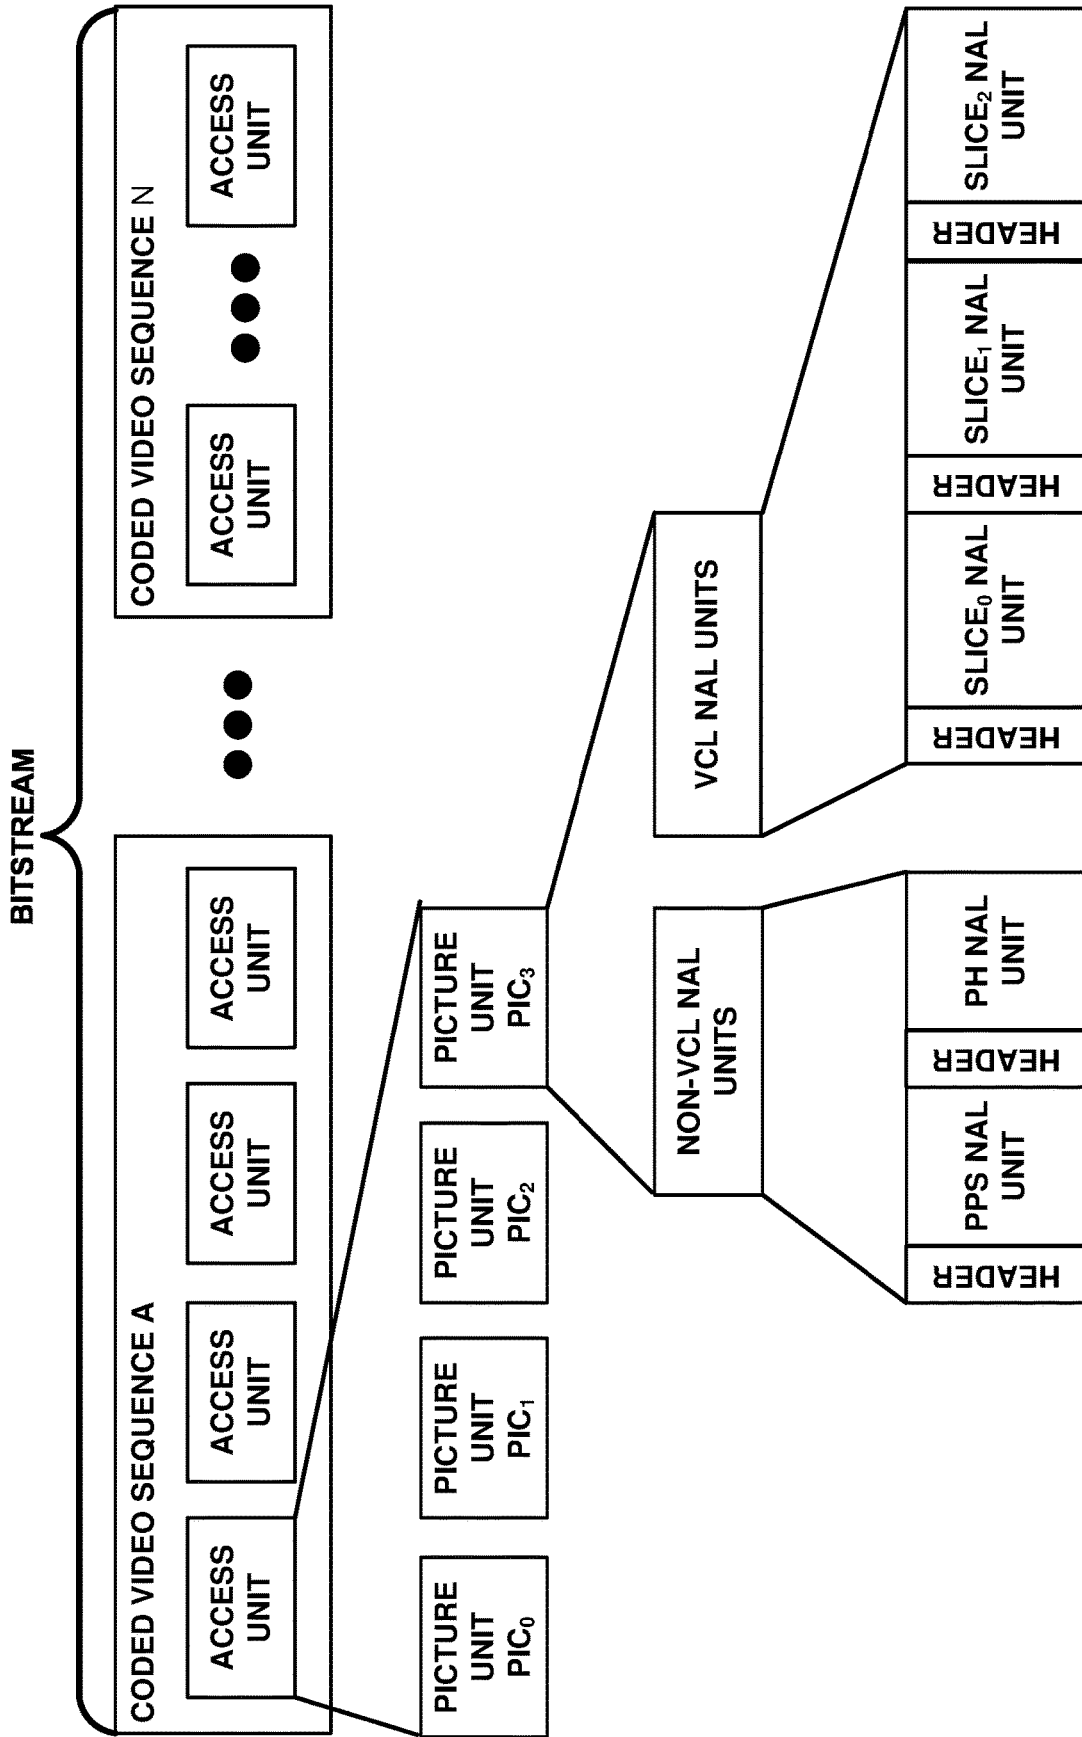 BITSTREAM
CODED VIDEO SEQUENCE A
ACCESS
UNIT
ACCESS
UNIT
ACCESS
UNIT
ACCESS
UNIT
CODED VIDEO SEQUENCE N
ACCESS
UNIT
ACCESS
UNIT
PICTURE
UNIT
PIC₀
PICTURE
UNIT
PIC₁
PICTURE
UNIT
PIC₂
PICTURE
UNIT
PIC₃
NON-VCL NAL
UNITS
VCL NAL UNITS
HEADER
PPS NAL
UNIT
HEADER
PH NAL
UNIT
HEADER
SLICE₀ NAL
UNIT
HEADER
SLICE₁ NAL
UNIT
HEADER
SLICE₂ NAL
UNIT